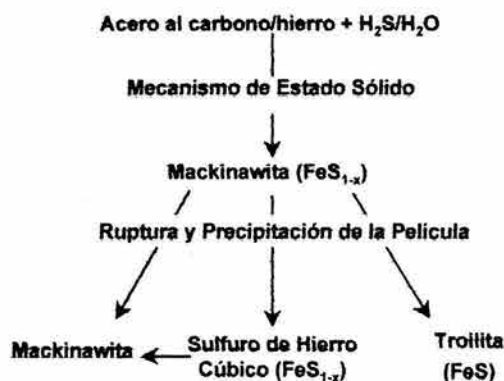 Acero al carbono/hierro + H₂S/H₂O
Mecanismo de Estado Sólido
Mackinawita (FeS₁₋ₓ)
Ruptura y Precipitación de la Película
Mackinawita
Sulfuro de Hierro
Cúbico (FeS₁₋ₓ)
Troilita
(FeS)